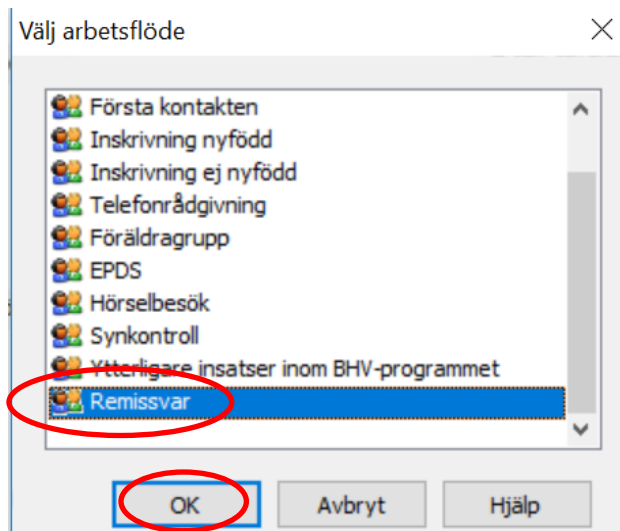 Välj arbetsflöde
Första kontakten
Inskrivning nyfödd
Inskrivning ej nyfödd
Telefonrådgivning
Föräldragrupp
EPDS
Hörselbesök
Synkontroll
Ytterligare insatser inom BHV-programmet
Remissvar
OK Avbryt Hjälp